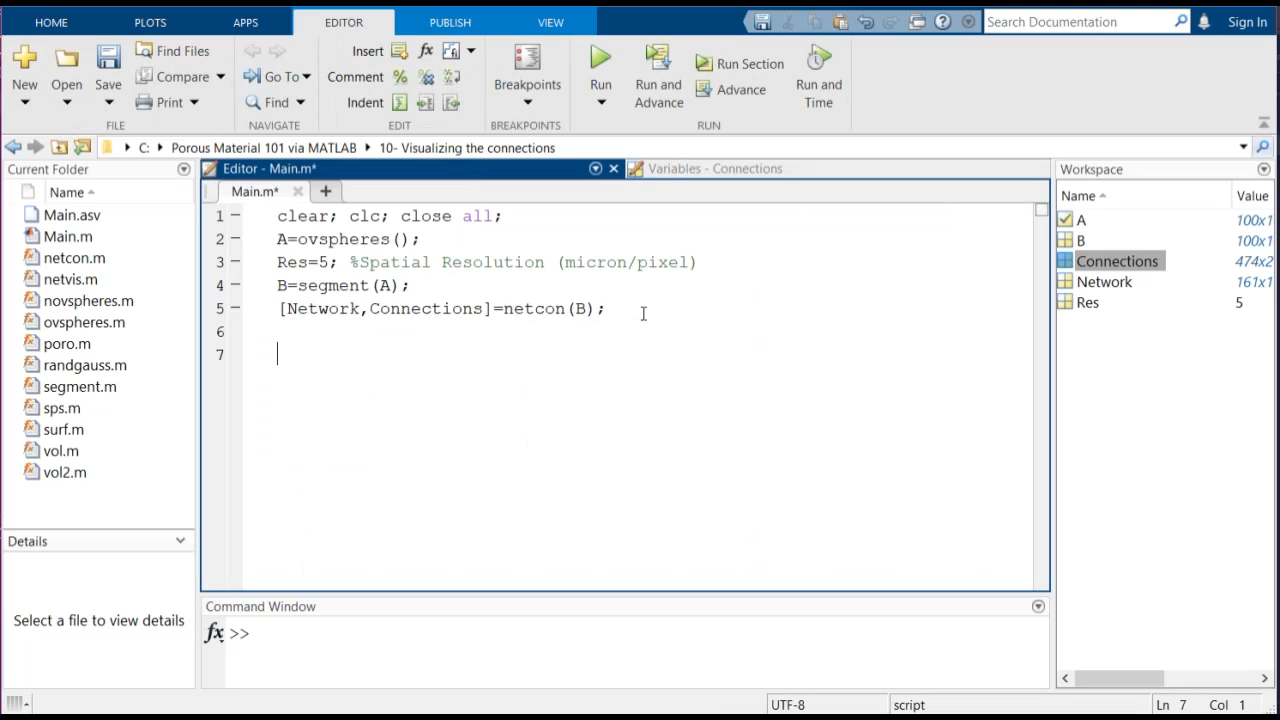 HOME PLOTS APPS EDITOR PUBLISH VIEW Search Documentation Sign In
New Open Save Find Files Compare Print
Go To Find
Insert fx Comment Indent
Breakpoints
Run Run and Advance Run Section Advance Run and Time
FILE NAVIGATE EDIT BREAKPOINTS RUN
C: Porous Material 101 via MATLAB 10- Visualizing the connections
Current Folder
Name
Main.asv
Main.m
netcon.m
netvis.m
novspheres.m
ovspheres.m
poro.m
randgauss.m
segment.m
sps.m
surf.m
vol.m
vol2.m
Details
Select a file to view details
Editor - Main.m*
Variables - Connections
Main.m* +
1 clear; clc; close all;
2 A=ovspheres();
3 Res=5; %Spatial Resolution (micron/pixel)
4 B=segment(A);
5 [Network,Connections]=netcon(B);
6
7
Command Window
fx >>
Workspace
Name Value
A 100x1
B 100x1
Connections 474x2
Network 161x1
Res 5
UTF-8 script Ln 7 Col 1